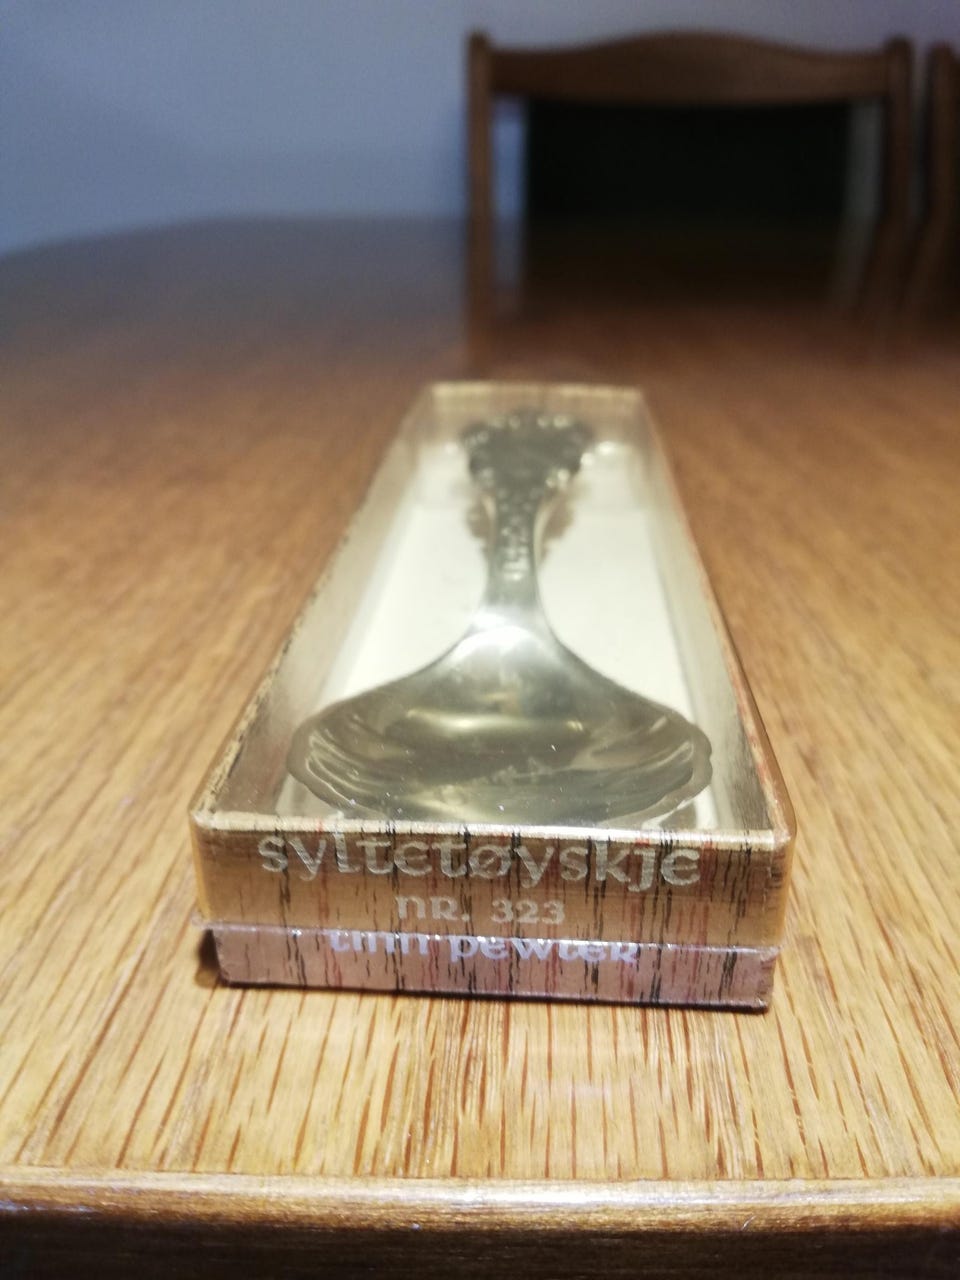 syltetøyskje
NR. 323
tinn pewter